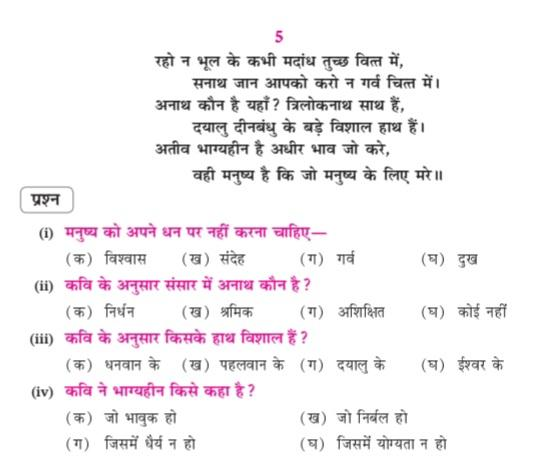 5
रहो न भूल के कभी मदांध तुच्छ वित्त में,
सनाथ जान आपको करो न गर्व चित्त में।
अनाथ कौन है यहाँ? त्रिलोकनाथ साथ हैं,
दयालु दीनबंधु के बड़े विशाल हाथ हैं।
अतीव भाग्यहीन है अधीर भाव जो करे,
वही मनुष्य है कि जो मनुष्य के लिए मरे॥
प्रश्न
(i) मनुष्य को अपने धन पर नहीं करना चाहिए—
(क) विश्वास (ख) संदेह (ग) गर्व (घ) दुख
(ii) कवि के अनुसार संसार में अनाथ कौन है?
(क) निर्धन (ख) श्रमिक (ग) अशिक्षित (घ) कोई नहीं
(iii) कवि के अनुसार किसके हाथ विशाल हैं?
(क) धनवान के (ख) पहलवान के (ग) दयालु के (घ) ईश्वर के
(iv) कवि ने भाग्यहीन किसे कहा है?
(क) जो भावुक हो (ख) जो निर्बल हो
(ग) जिसमें धैर्य न हो (घ) जिसमें योग्यता न हो